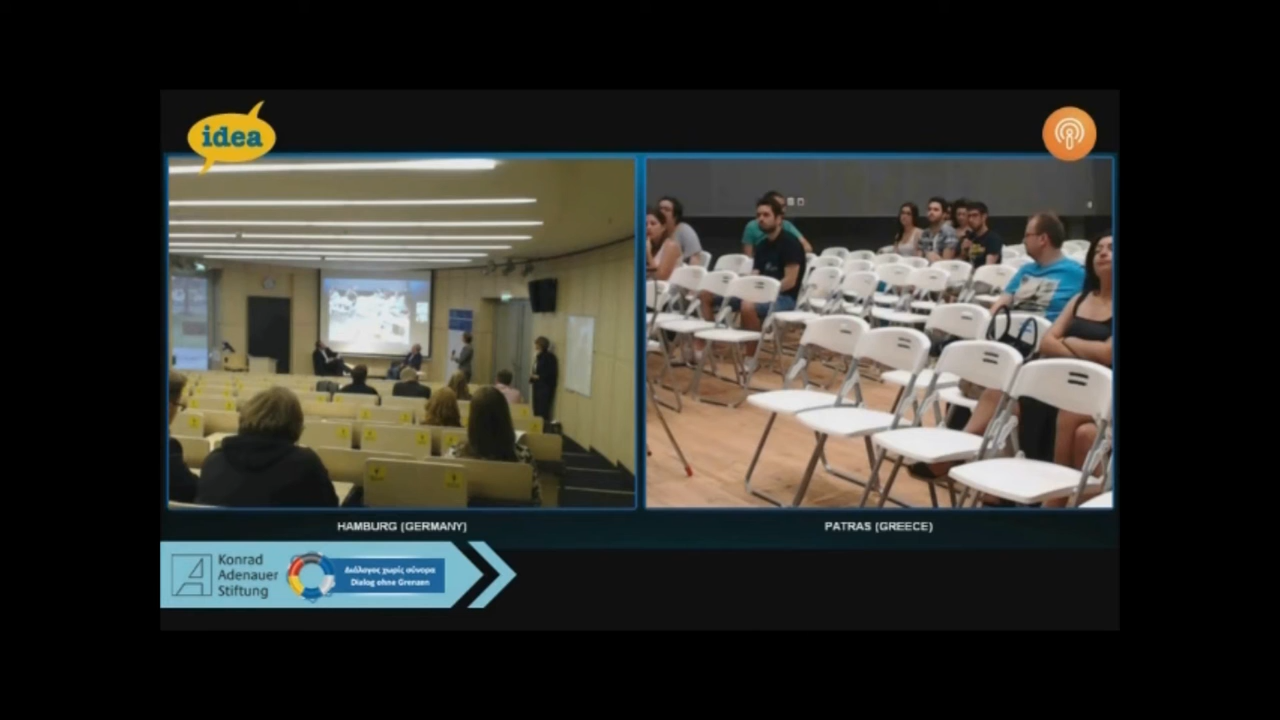 idea
HAMBURG (GERMANY)
PATRAS (GREECE)
Konrad
Adenauer
Stiftung
Διάλογος χωρίς σύνορα
Dialog ohne Grenzen